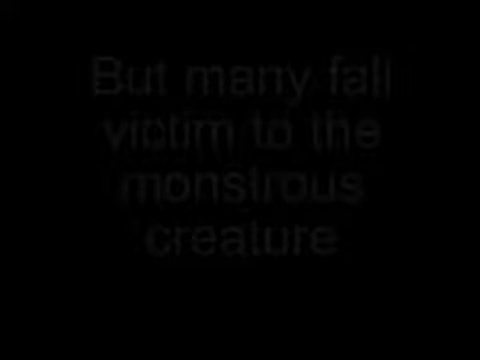 But many fall
victim to the
monstrous
creature